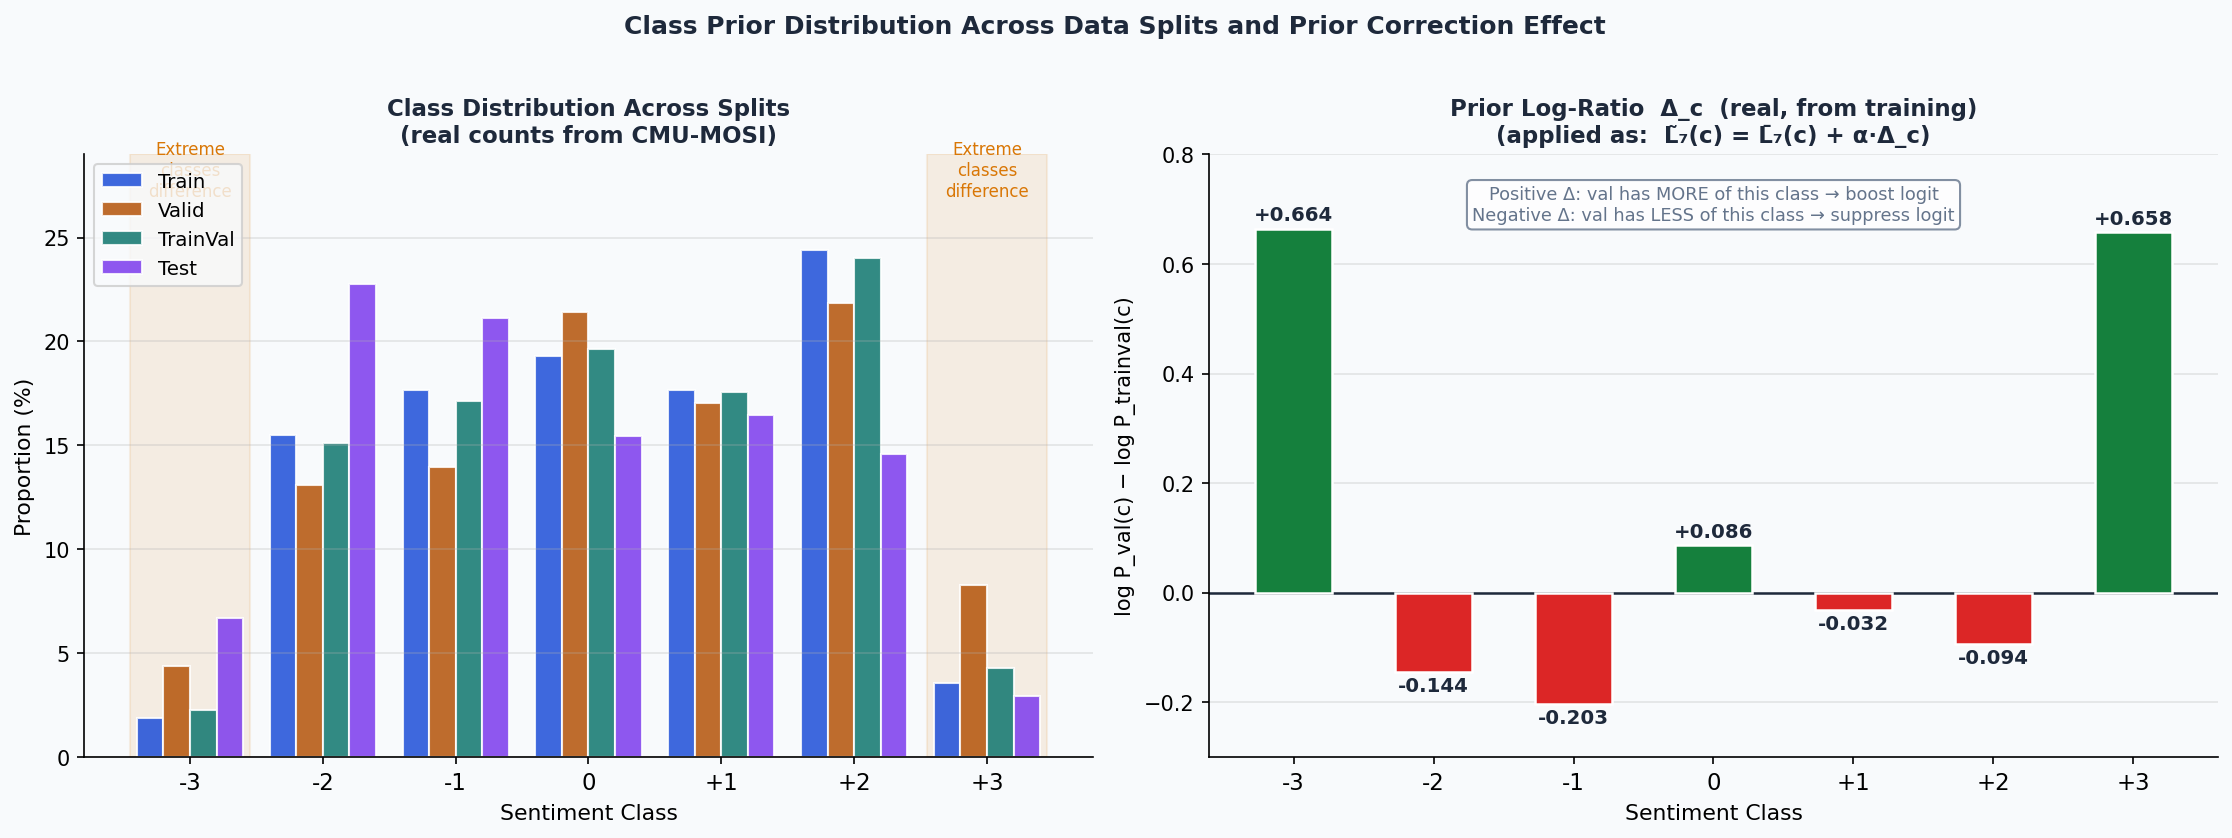 Class Prior Distribution Across Data Splits and Prior Correction Effect
Class Distribution Across Splits
(real counts from CMU-MOSI)
Extreme
classes
difference
Extreme
classes
difference
Train
Valid
TrainVal
Test
Proportion (%)
25
20
15
10
5
0
-3
-2
-1
0
+1
+2
+3
Sentiment Class
Prior Log-Ratio Δ_c (real, from training)
(applied as: L̃₇(c) = L̄₇(c) + α·Δ_c)
Positive Δ: val has MORE of this class → boost logit
Negative Δ: val has LESS of this class → suppress logit
log P_val(c) − log P_trainval(c)
0.8
0.6
0.4
0.2
0.0
−0.2
+0.664
-0.144
-0.203
+0.086
-0.032
-0.094
+0.658
-3
-2
-1
0
+1
+2
+3
Sentiment Class